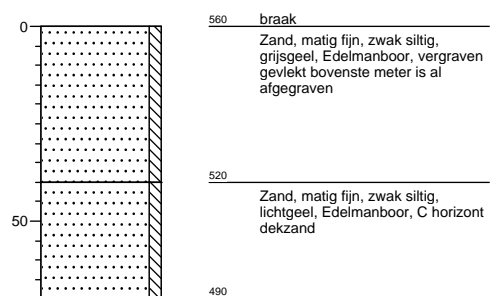 0
560 braak
Zand, matig fijn, zwak siltig,
grijsgeel, Edelmanboor, vergraven
gevlekt bovenste meter is al
afgegraven
520
Zand, matig fijn, zwak siltig,
lichtgeel, Edelmanboor, C horizont
dekzand
50
490